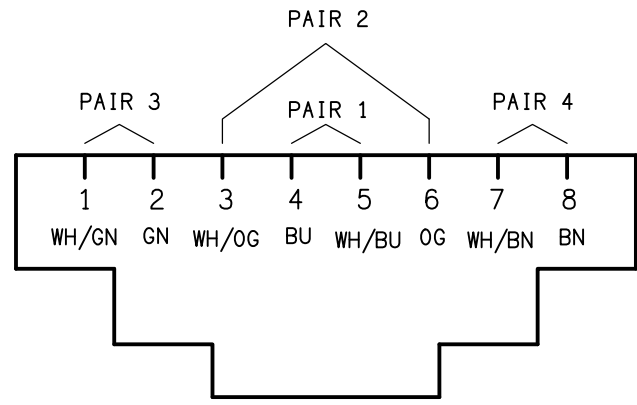 PAIR 2
PAIR 3 PAIR 1 PAIR 4
1 2 3 4 5 6 7 8
WH/GN GN WH/OG BU WH/BU OG WH/BN BN